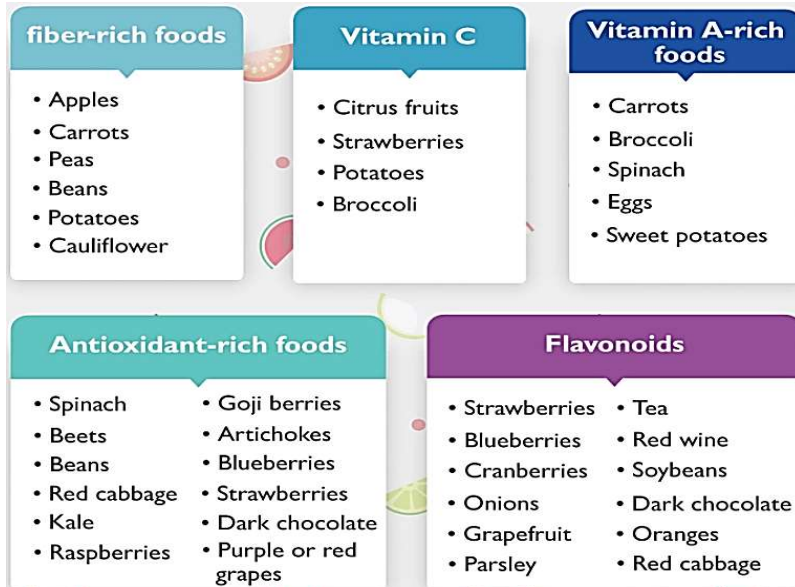 fiber-rich foods
• Apples
• Carrots
• Peas
• Beans
• Potatoes
• Cauliflower
Vitamin C
• Citrus fruits
• Strawberries
• Potatoes
• Broccoli
Vitamin A-rich
foods
• Carrots
• Broccoli
• Spinach
• Eggs
• Sweet potatoes
Antioxidant-rich foods
• Spinach
• Beets
• Beans
• Red cabbage
• Kale
• Raspberries
• Goji berries
• Artichokes
• Blueberries
• Strawberries
• Dark chocolate
• Purple or red
grapes
Flavonoids
• Strawberries
• Blueberries
• Cranberries
• Onions
• Grapefruit
• Parsley
• Tea
• Red wine
• Soybeans
• Dark chocolate
• Oranges
• Red cabbage